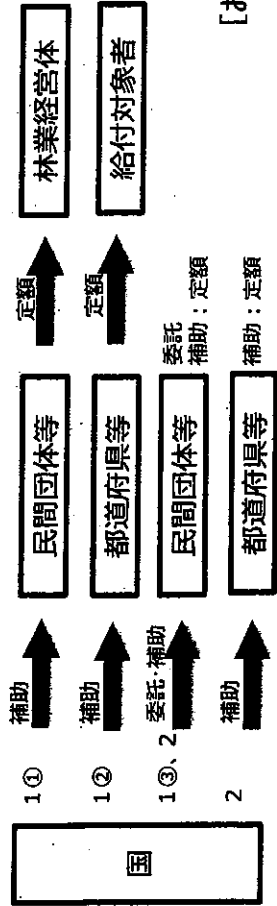 国
1① 補助 民間団体等 定額 林業経営体
1② 補助 都道府県等 定額 給付対象者
1③、2 委託・補助 民間団体等 委託
補助：定額
2 補助 都道府県等 補助：定額
［お